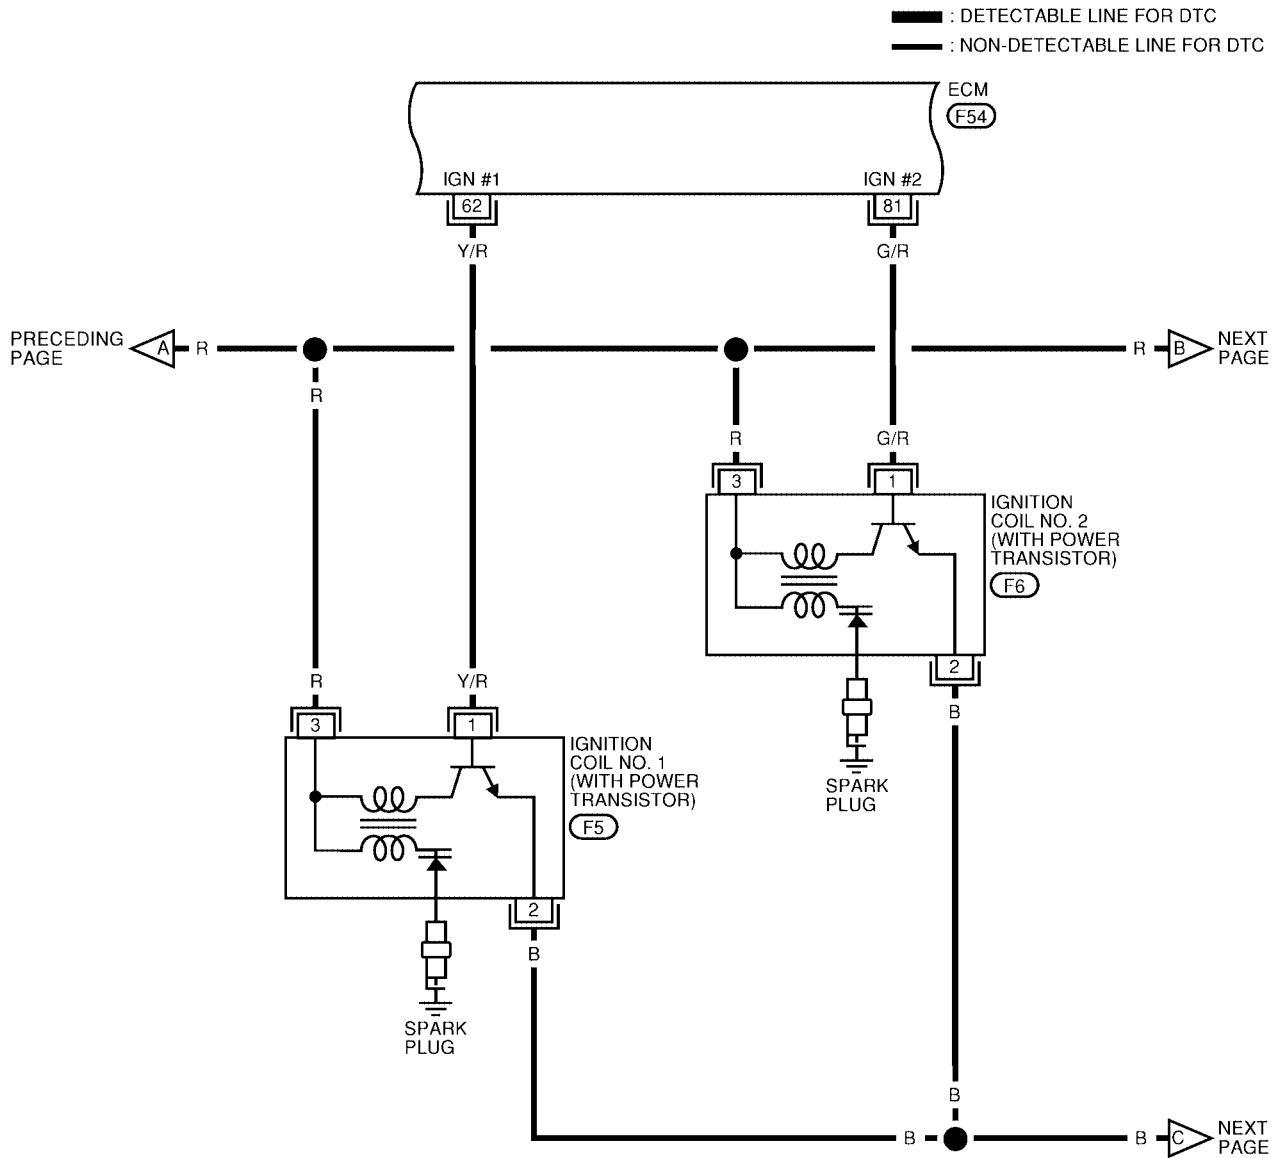 : DETECTABLE LINE FOR DTC
: NON-DETECTABLE LINE FOR DTC
ECM
F54
IGN #1
IGN #2
62
81
Y/R
G/R
PRECEDING
PAGE
A
R
R
B
NEXT
PAGE
R
R
G/R
3
1
IGNITION
COIL NO. 2
(WITH POWER
TRANSISTOR)
F6
2
B
SPARK
PLUG
R
Y/R
3
1
IGNITION
COIL NO. 1
(WITH POWER
TRANSISTOR)
F5
2
B
SPARK
PLUG
B
B
B
C
NEXT
PAGE